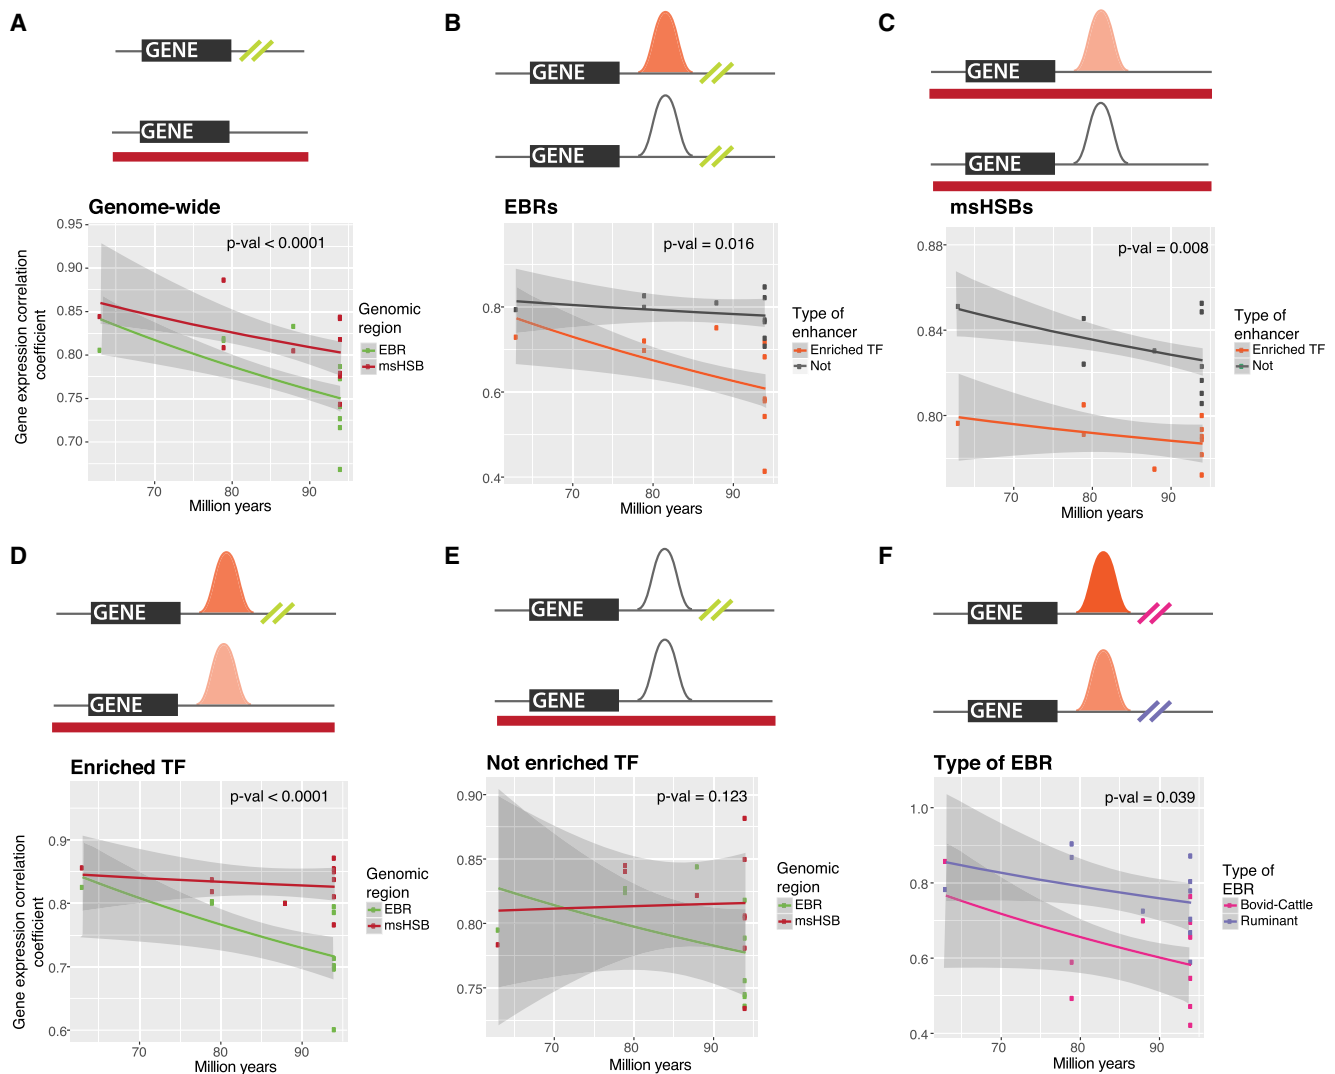 A
GENE
GENE
Genome-wide
p-val < 0.0001
0.95
0.90
0.85
0.80
0.75
0.70
Gene expression correlation
coefficient
70
80
90
Million years
Genomic
region
EBR
msHSB
B
GENE
GENE
EBRs
p-val = 0.016
0.8
0.6
0.4
70
80
90
Million years
Type of
enhancer
Enriched TF
Not
C
GENE
GENE
msHSBs
p-val = 0.008
0.88
0.84
0.80
70
80
90
Million years
Type of
enhancer
Enriched TF
Not
D
GENE
GENE
Enriched TF
p-val < 0.0001
0.9
0.8
0.7
0.6
Gene expression correlation
coefficient
70
80
90
Million years
Genomic
region
EBR
msHSB
E
GENE
GENE
Not enriched TF
p-val = 0.123
0.90
0.85
0.80
0.75
70
80
90
Million years
Genomic
region
EBR
msHSB
F
GENE
GENE
Type of EBR
p-val = 0.039
1.0
0.8
0.6
0.4
70
80
90
Million years
Type of
EBR
Bovid-Cattle
Ruminant